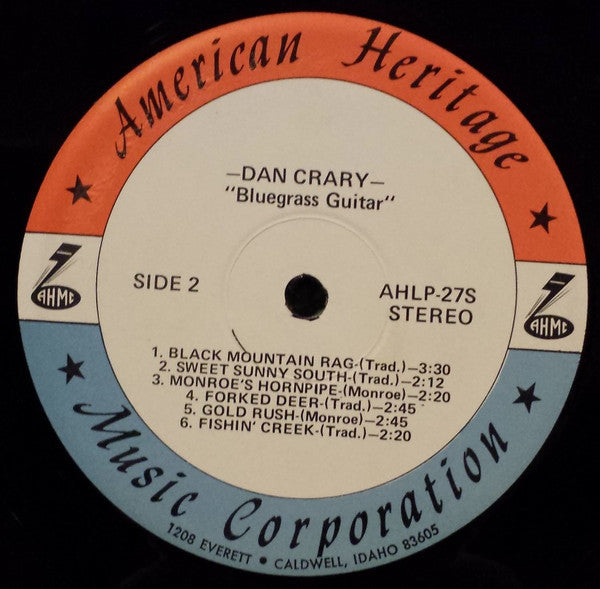 American Heritage
—DAN CRARY—
"Bluegrass Guitar"
AHMC
SIDE 2
AHLP-27S
STEREO
AHMC
1. BLACK MOUNTAIN RAG-(Trad.)—3:30
2. SWEET SUNNY SOUTH-(Trad.)—2:12
3. MONROE'S HORNPIPE-(Monroe)—2:20
4. FORKED DEER-(Trad.)—2:45
5. GOLD RUSH-(Monroe)—2:45
6. FISHIN' CREEK-(Trad.)—2:20
Music Corporation
1208 EVERETT • CALDWELL, IDAHO 83605